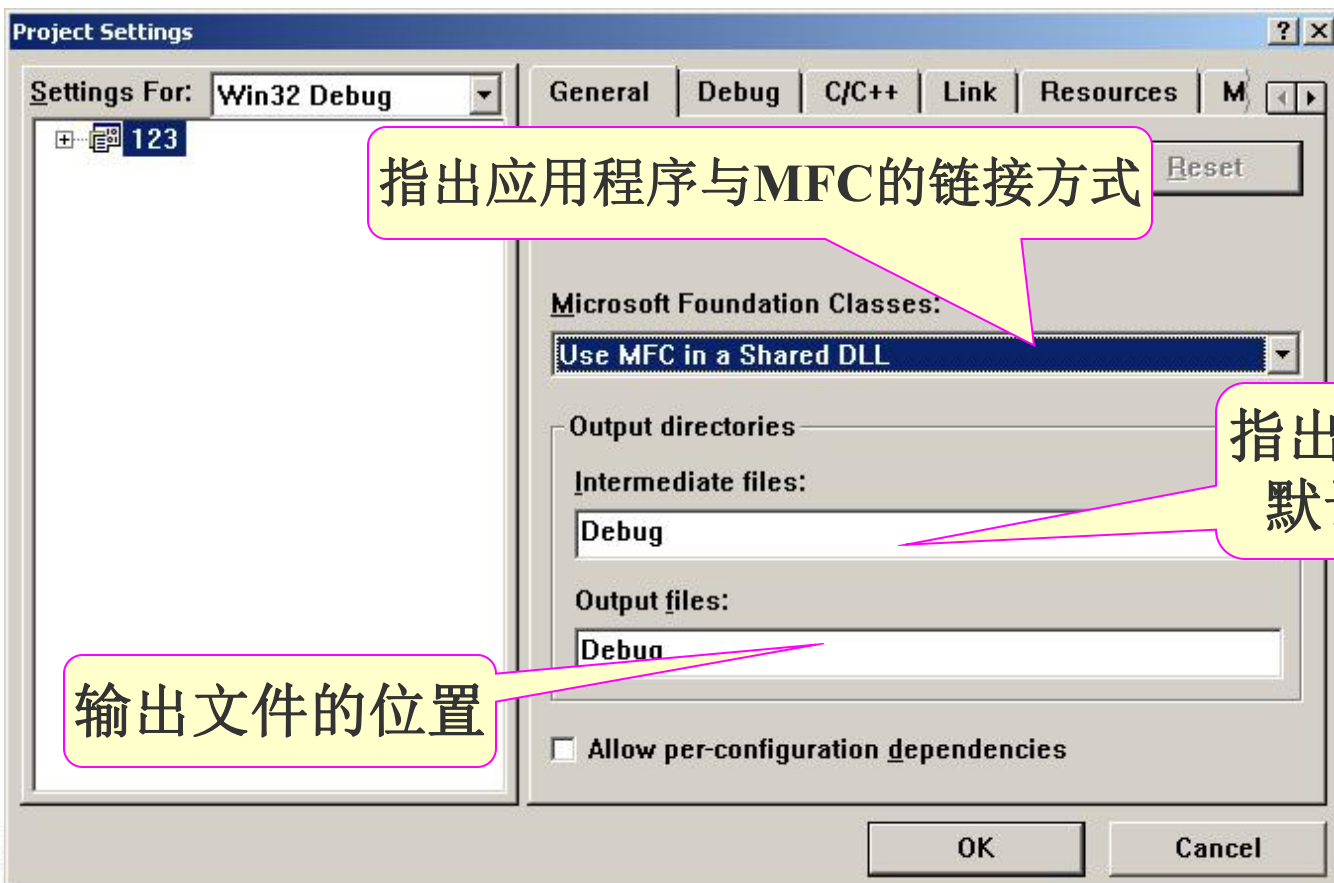 Project Settings
Settings For:
Win32 Debug
General
Debug
C/C++
Link
Resources
M
123
指出应用程序与MFC的链接方式
Reset
Microsoft Foundation Classes:
Use MFC in a Shared DLL
Output directories
指出
默
Intermediate files:
Debug
Output files:
Debug
输出文件的位置
Allow per-configuration dependencies
OK
Cancel